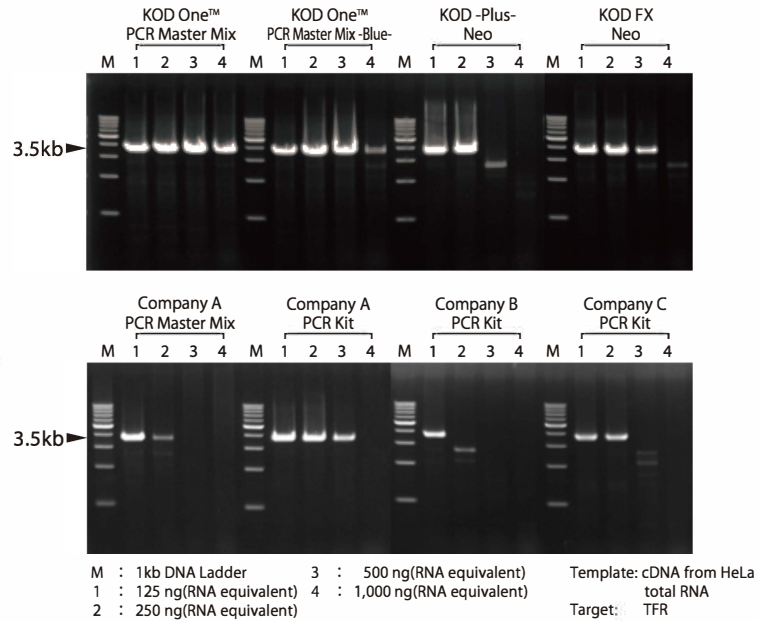 KOD One™ PCR Master Mix
KOD One™ PCR Master Mix -Blue-
KOD -Plus- Neo
KOD FX Neo
M 1 2 3 4 M 1 2 3 4 M 1 2 3 4 M 1 2 3 4
3.5kb
Company A PCR Master Mix
Company A PCR Kit
Company B PCR Kit
Company C PCR Kit
M 1 2 3 4 M 1 2 3 4 M 1 2 3 4 M 1 2 3 4
3.5kb
M : 1kb DNA Ladder
1 : 125 ng(RNA equivalent)
2 : 250 ng(RNA equivalent)
3 : 500 ng(RNA equivalent)
4 : 1,000 ng(RNA equivalent)
Template: cDNA from HeLa
total RNA
Target: TFR